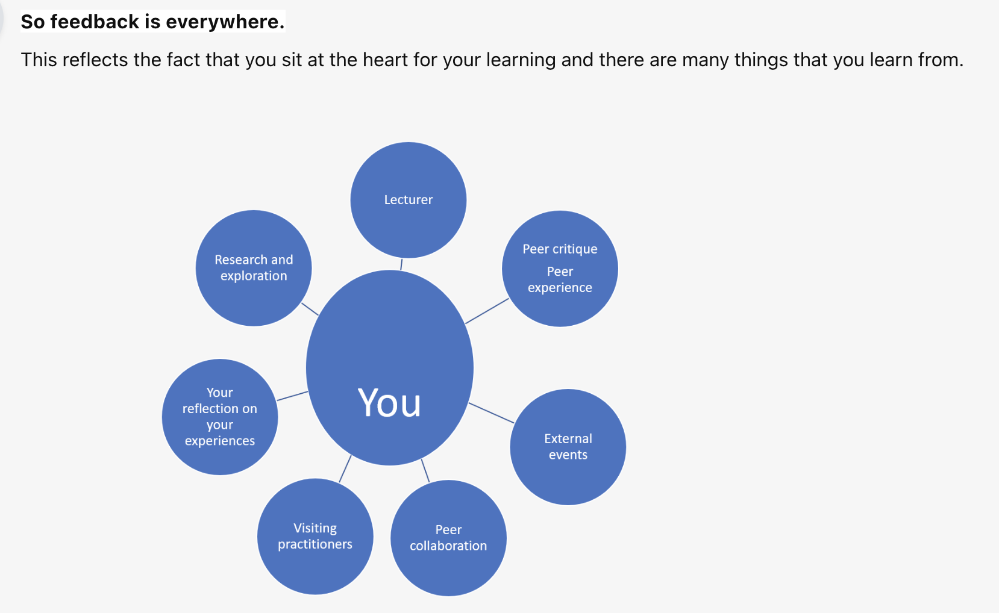 So feedback is everywhere.
This reflects the fact that you sit at the heart for your learning and there are many things that you learn from.
Lecturer
Peer critique
Peer
experience
Research and
exploration
You
Your
reflection on
your
experiences
External
events
Visiting
practitioners
Peer
collaboration